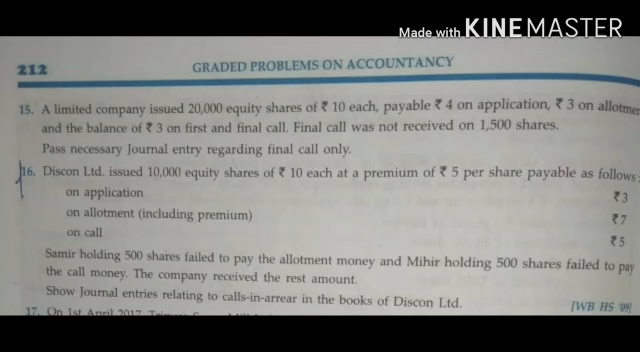 Made with KINEMASTER
212 GRADED PROBLEMS ON ACCOUNTANCY
15. A limited company issued 20,000 equity shares of ₹ 10 each, payable ₹ 4 on application, ₹ 3 on allotmen
and the balance of ₹ 3 on first and final call. Final call was not received on 1,500 shares.
Pass necessary Journal entry regarding final call only.
16. Discon Ltd. issued 10,000 equity shares of ₹ 10 each at a premium of ₹ 5 per share payable as follows :
on application ₹ 3
on allotment (including premium) ₹ 7
on call ₹ 5
Samir holding 500 shares failed to pay the allotment money and Mihir holding 500 shares failed to pay
the call money. The company received the rest amount.
Show Journal entries relating to calls-in-arrear in the books of Discon Ltd. [WB HS '09]
17. On 1st April 2017